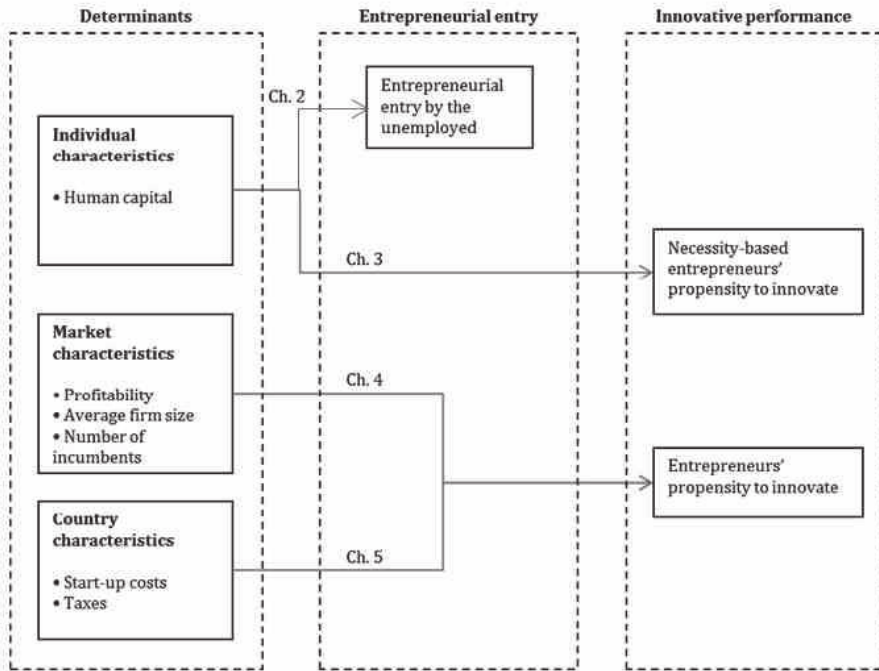 Determinants
Entrepreneurial entry
Innovative performance
Ch. 2
Entrepreneurial
entry by the
unemployed
Individual
characteristics
• Human capital
Ch. 3
Necessity-based
entrepreneurs'
propensity to innovate
Market
characteristics
• Profitability
• Average firm size
• Number of
incumbents
Ch. 4
Entrepreneurs'
propensity to innovate
Country
characteristics
• Start-up costs
• Taxes
Ch. 5